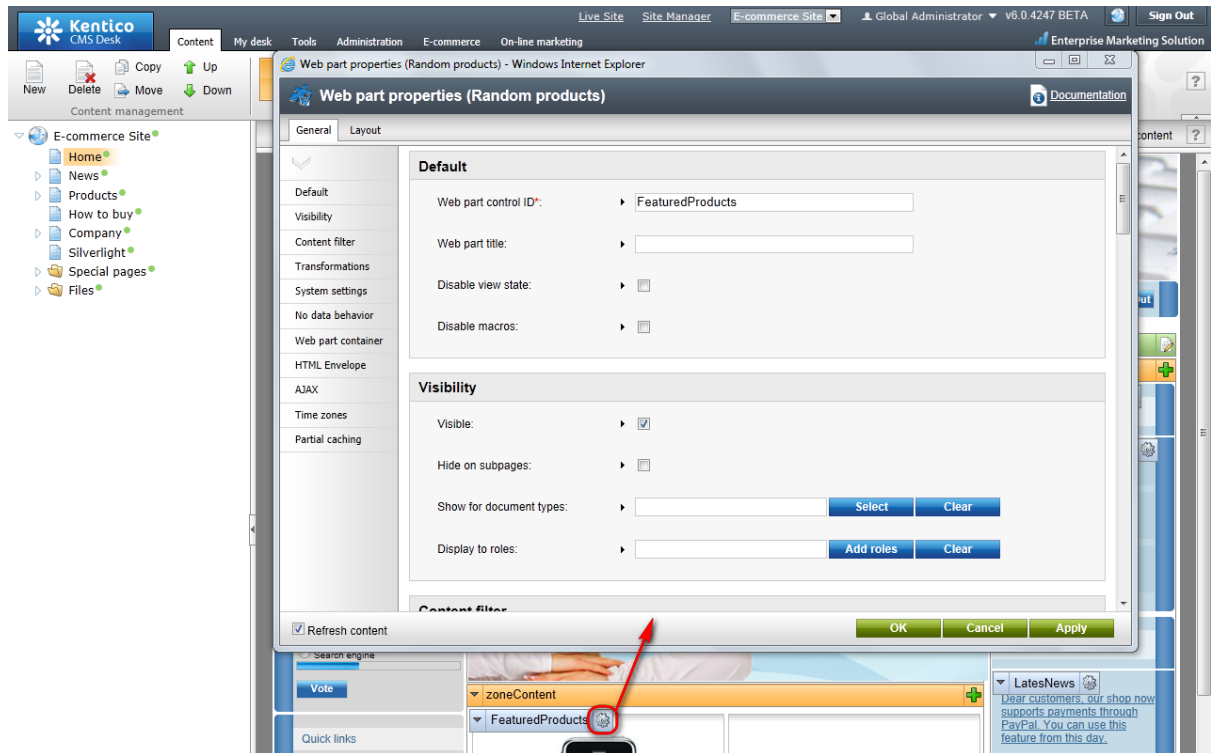 Live Site Site Manager E-commerce Site Global Administrator v6.0.4247 BETA Sign Out
Kentico
CMS Desk
Content My desk Tools Administration E-commerce On-line marketing Enterprise Marketing Solution
New Delete Copy Move Up Down
Content management
E-commerce Site
Home
News
Products
How to buy
Company
Silverlight
Special pages
Files
Web part properties (Random products) - Windows Internet Explorer
Web part properties (Random products) Documentation
General Layout
Default
Visibility
Content filter
Transformations
System settings
No data behavior
Web part container
HTML Envelope
AJAX
Time zones
Partial caching
Default
Web part control ID*: FeaturedProducts
Web part title:
Disable view state:
Disable macros:
Visibility
Visible:
Hide on subpages:
Show for document types: Select Clear
Display to roles: Add roles Clear
Content filter
Refresh content OK Cancel Apply
?
content ?
Search engine
Vote
Quick links
zoneContent
FeaturedProducts
LatesNews
Dear customers, our shop now
supports payments through
PayPal. You can use this
feature from this day.